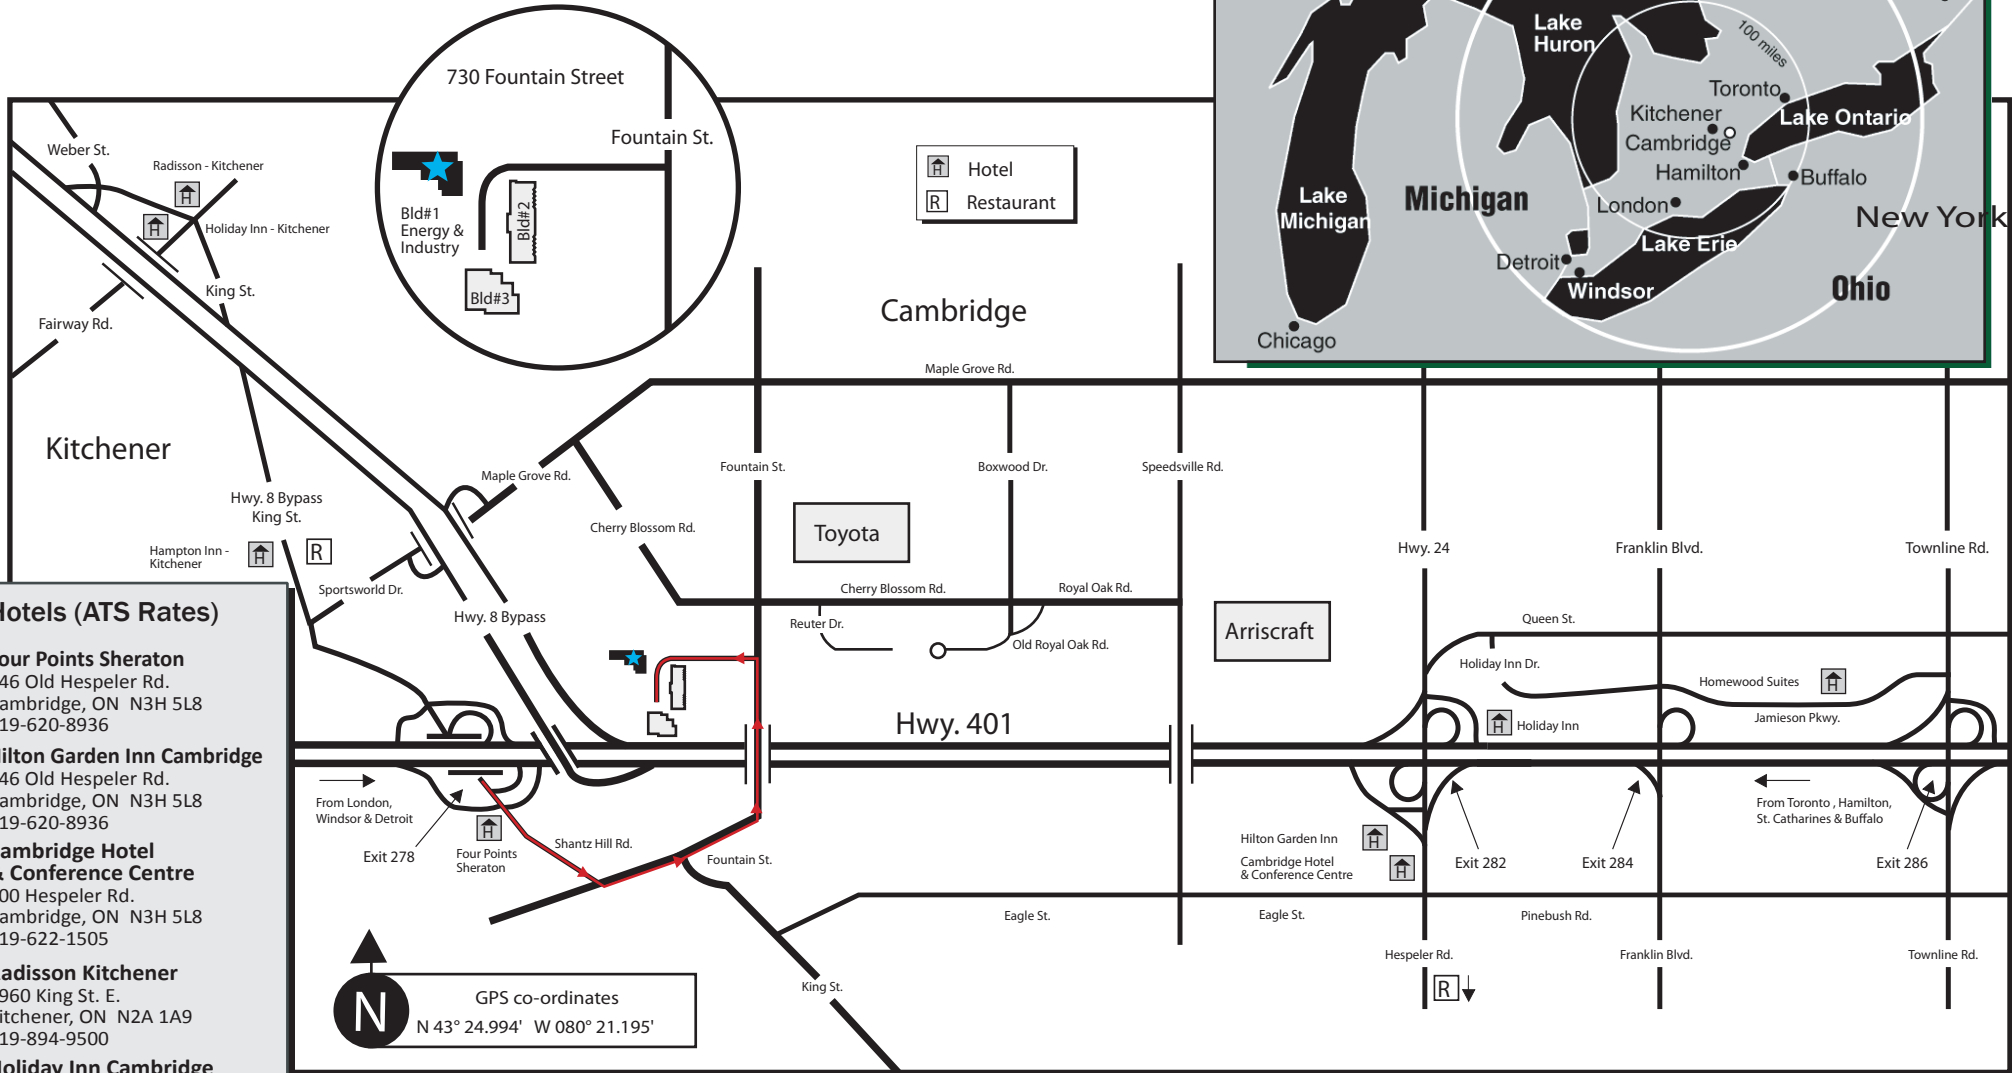 730 Fountain Street
Fountain St.
Bld#1
Energy &
Industry
Bld#2
Bld#3
Hotel
Restaurant
H
R
Lake
Huron
100 miles
Toronto
Kitchener
Lake Ontario
Cambridge
Hamilton
Buffalo
Lake
Michigan
Michigan
London
New York
Lake Erie
Detroit
Windsor
Ohio
Chicago
Weber St.
Radisson - Kitchener
H
H
Holiday Inn - Kitchener
King St.
Fairway Rd.
Cambridge
Maple Grove Rd.
Kitchener
Maple Grove Rd.
Fountain St.
Boxwood Dr.
Speedsville Rd.
Hwy. 8 Bypass
King St.
Cherry Blossom Rd.
Toyota
Hwy. 24
Franklin Blvd.
Townline Rd.
Hampton Inn -
Kitchener
H
R
Sportsworld Dr.
Cherry Blossom Rd.
Royal Oak Rd.
Hwy. 8 Bypass
Reuter Dr.
Old Royal Oak Rd.
Arriscraft
Queen St.
Holiday Inn Dr.
Homewood Suites
H
Jamieson Pkwy.
H
Holiday Inn
Hwy. 401
From London,
Windsor & Detroit
Exit 278
H
Four Points
Sheraton
Shantz Hill Rd.
Fountain St.
From Toronto , Hamilton,
St. Catharines & Buffalo
Hilton Garden Inn
H
Cambridge Hotel
& Conference Centre
H
Exit 282
Exit 284
Exit 286
Eagle St.
Eagle St.
Pinebush Rd.
Hespeler Rd.
Franklin Blvd.
Townline Rd.
R
King St.
N
GPS co-ordinates
N 43° 24.994' W 080° 21.195'
otels (ATS Rates)
our Points Sheraton
46 Old Hespeler Rd.
ambridge, ON N3H 5L8
19-620-8936
ilton Garden Inn Cambridge
46 Old Hespeler Rd.
ambridge, ON N3H 5L8
19-620-8936
ambridge Hotel
& Conference Centre
00 Hespeler Rd.
ambridge, ON N3H 5L8
19-622-1505
adisson Kitchener
960 King St. E.
itchener, ON N2A 1A9
19-894-9500
oliday Inn Cambridge